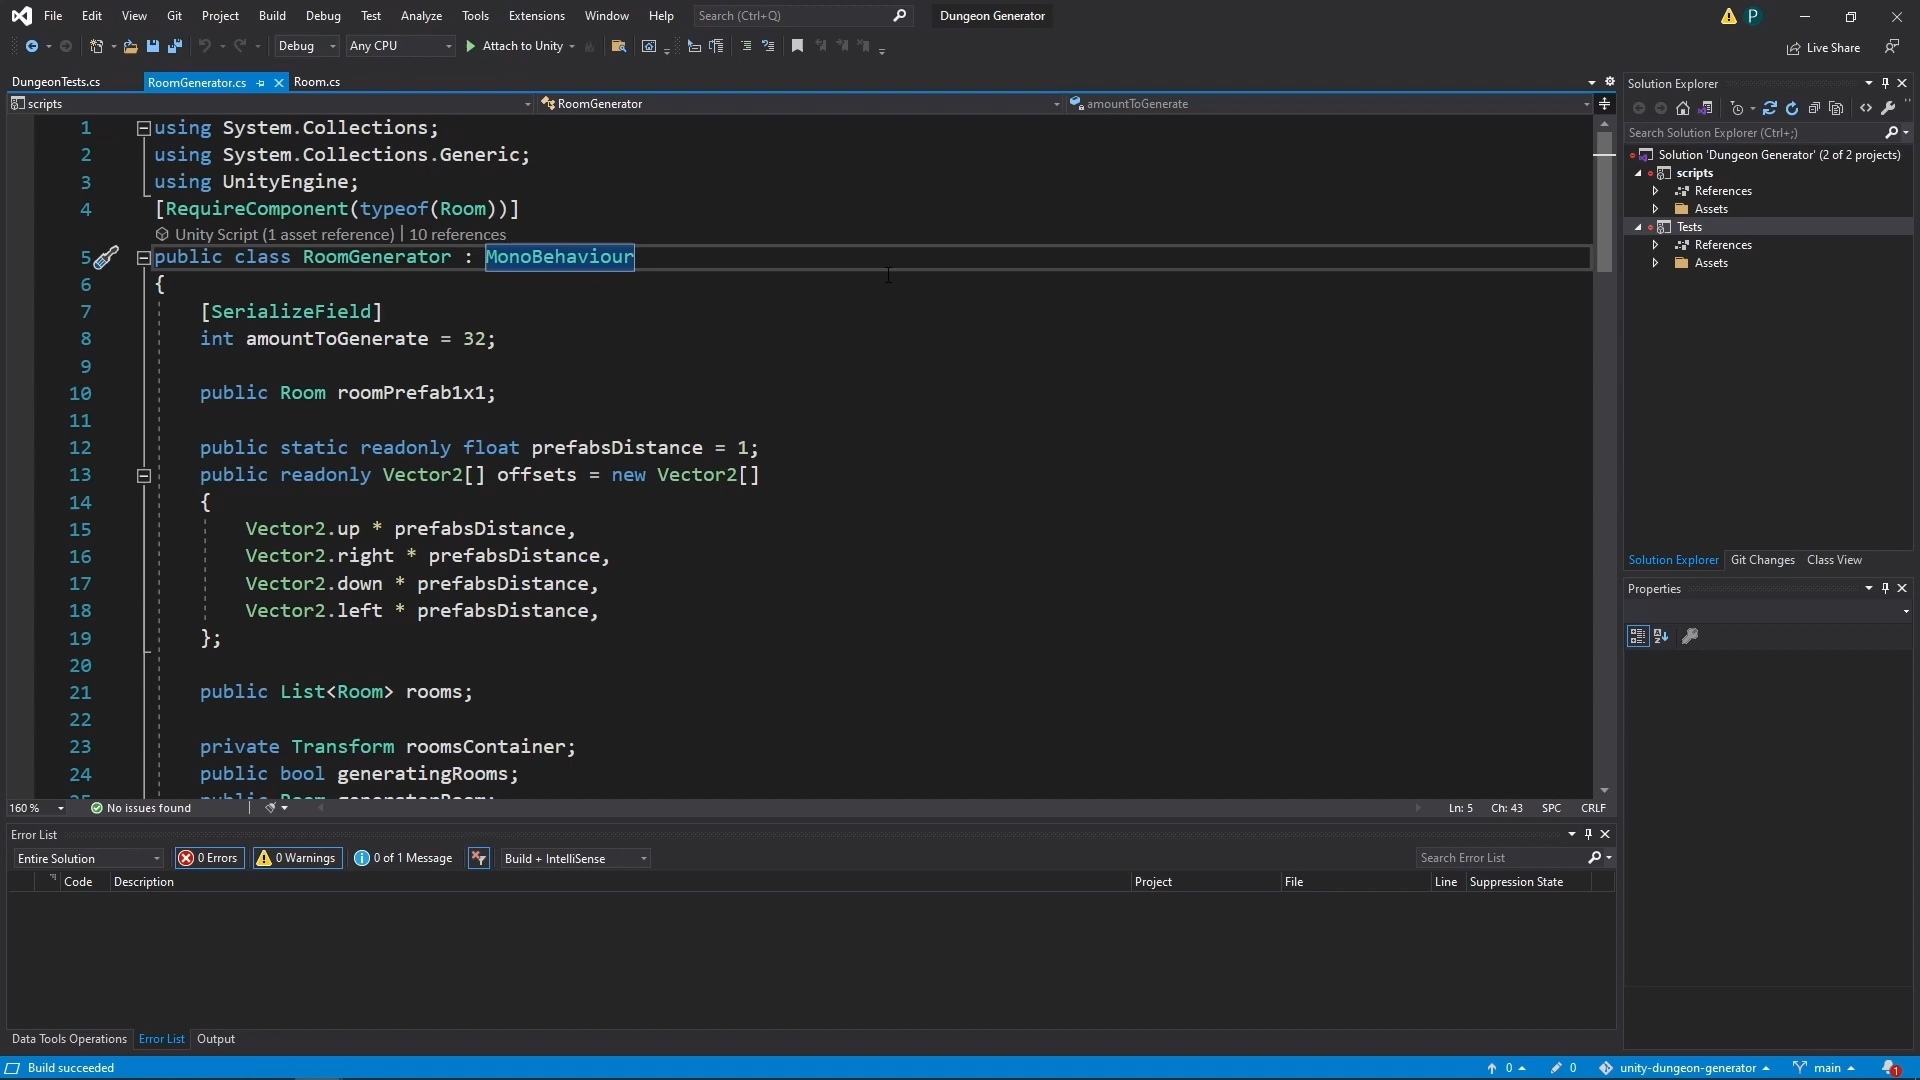 File Edit View Git Project Build Debug Test Analyze Tools Extensions Window Help Search (Ctrl+Q) Dungeon Generator P
Debug Any CPU Attach to Unity Live Share
DungeonTests.cs RoomGenerator.cs Room.cs
scripts RoomGenerator amountToGenerate
1 using System.Collections;
2 using System.Collections.Generic;
3 using UnityEngine;
4 [RequireComponent(typeof(Room))]
Unity Script (1 asset reference) | 10 references
5 public class RoomGenerator : MonoBehaviour
6 {
7 [SerializeField]
8 int amountToGenerate = 32;
9
10 public Room roomPrefab1x1;
11
12 public static readonly float prefabsDistance = 1;
13 public readonly Vector2[] offsets = new Vector2[]
14 {
15 Vector2.up * prefabsDistance,
16 Vector2.right * prefabsDistance,
17 Vector2.down * prefabsDistance,
18 Vector2.left * prefabsDistance,
19 };
20
21 public List<Room> rooms;
22
23 private Transform roomsContainer;
24 public bool generatingRooms;
25 public Room generatorRoom;
160 % No issues found Ln: 5 Ch: 43 SPC CRLF
Error List
Entire Solution 0 Errors 0 Warnings 0 of 1 Message Build + IntelliSense Search Error List
Code Description Project File Line Suppression State
Data Tools Operations Error List Output
Build succeeded 0 0 unity-dungeon-generator main 1
Solution Explorer
Search Solution Explorer (Ctrl+;)
Solution 'Dungeon Generator' (2 of 2 projects)
scripts
References
Assets
Tests
References
Assets
Solution Explorer Git Changes Class View
Properties